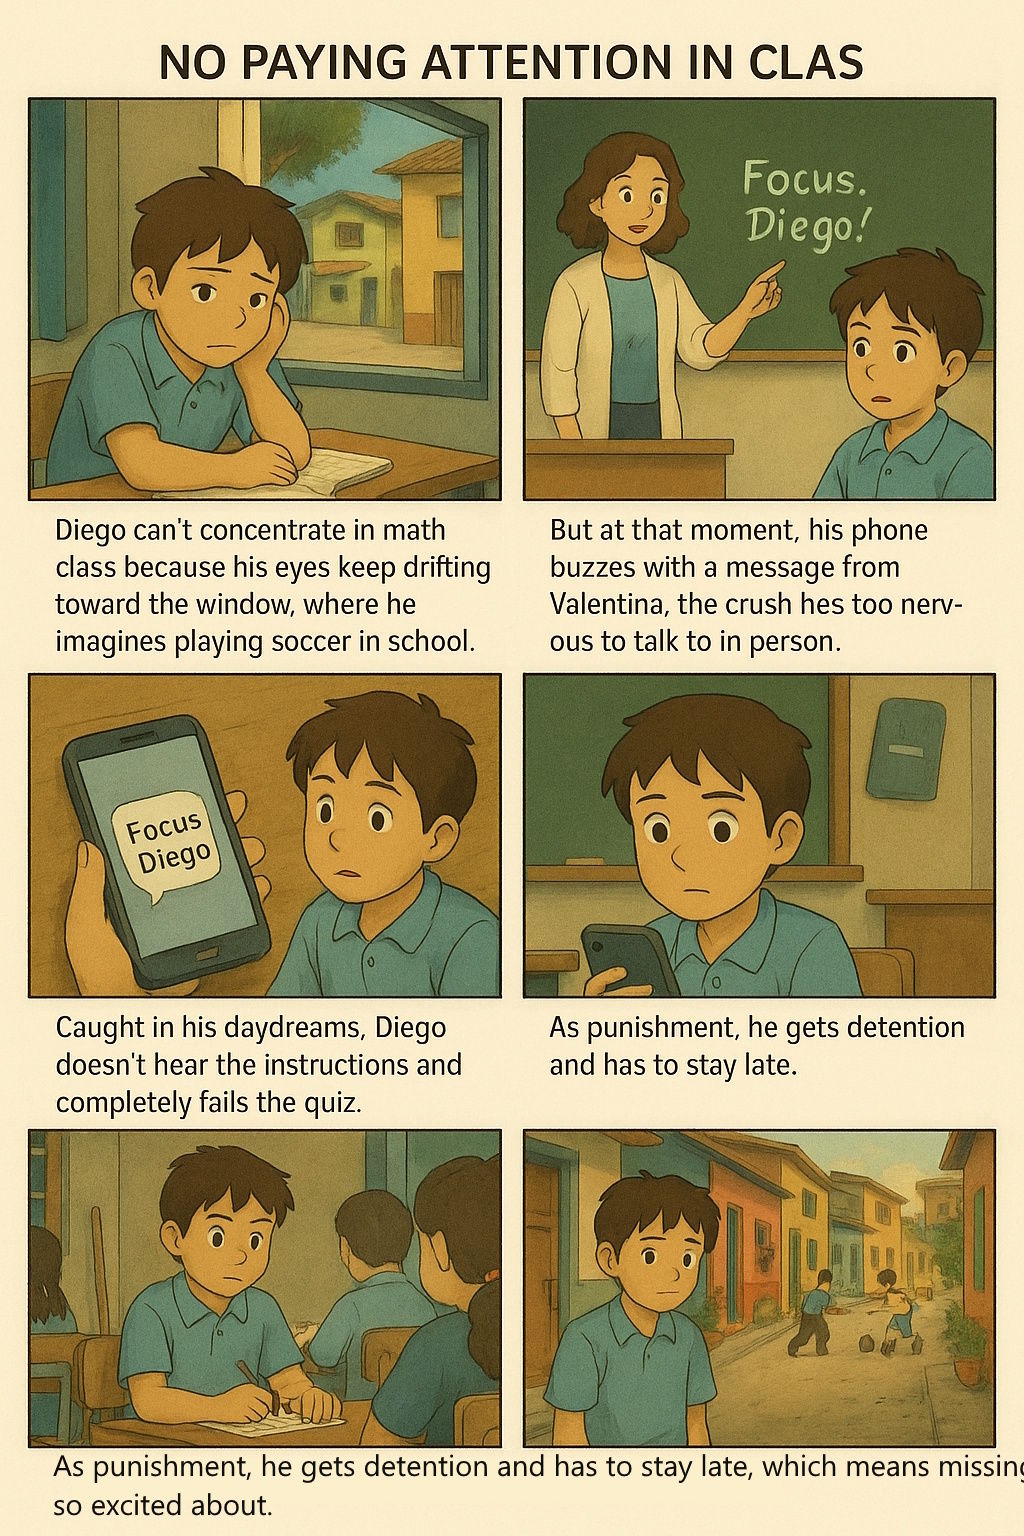 NO PAYING ATTENTION IN CLAS
Focus.
Diego!
Diego can't concentrate in math
class because his eyes keep drifting
toward the window, where he
imagines playing soccer in school.
But at that moment, his phone
buzzes with a message from
Valentina, the crush hes too nerv-
ous to talk to in person.
Focus
Diego
Caught in his daydreams, Diego
doesn't hear the instructions and
completely fails the quiz.
As punishment, he gets detention
and has to stay late.
As punishment, he gets detention and has to stay late, which means missing
so excited about.